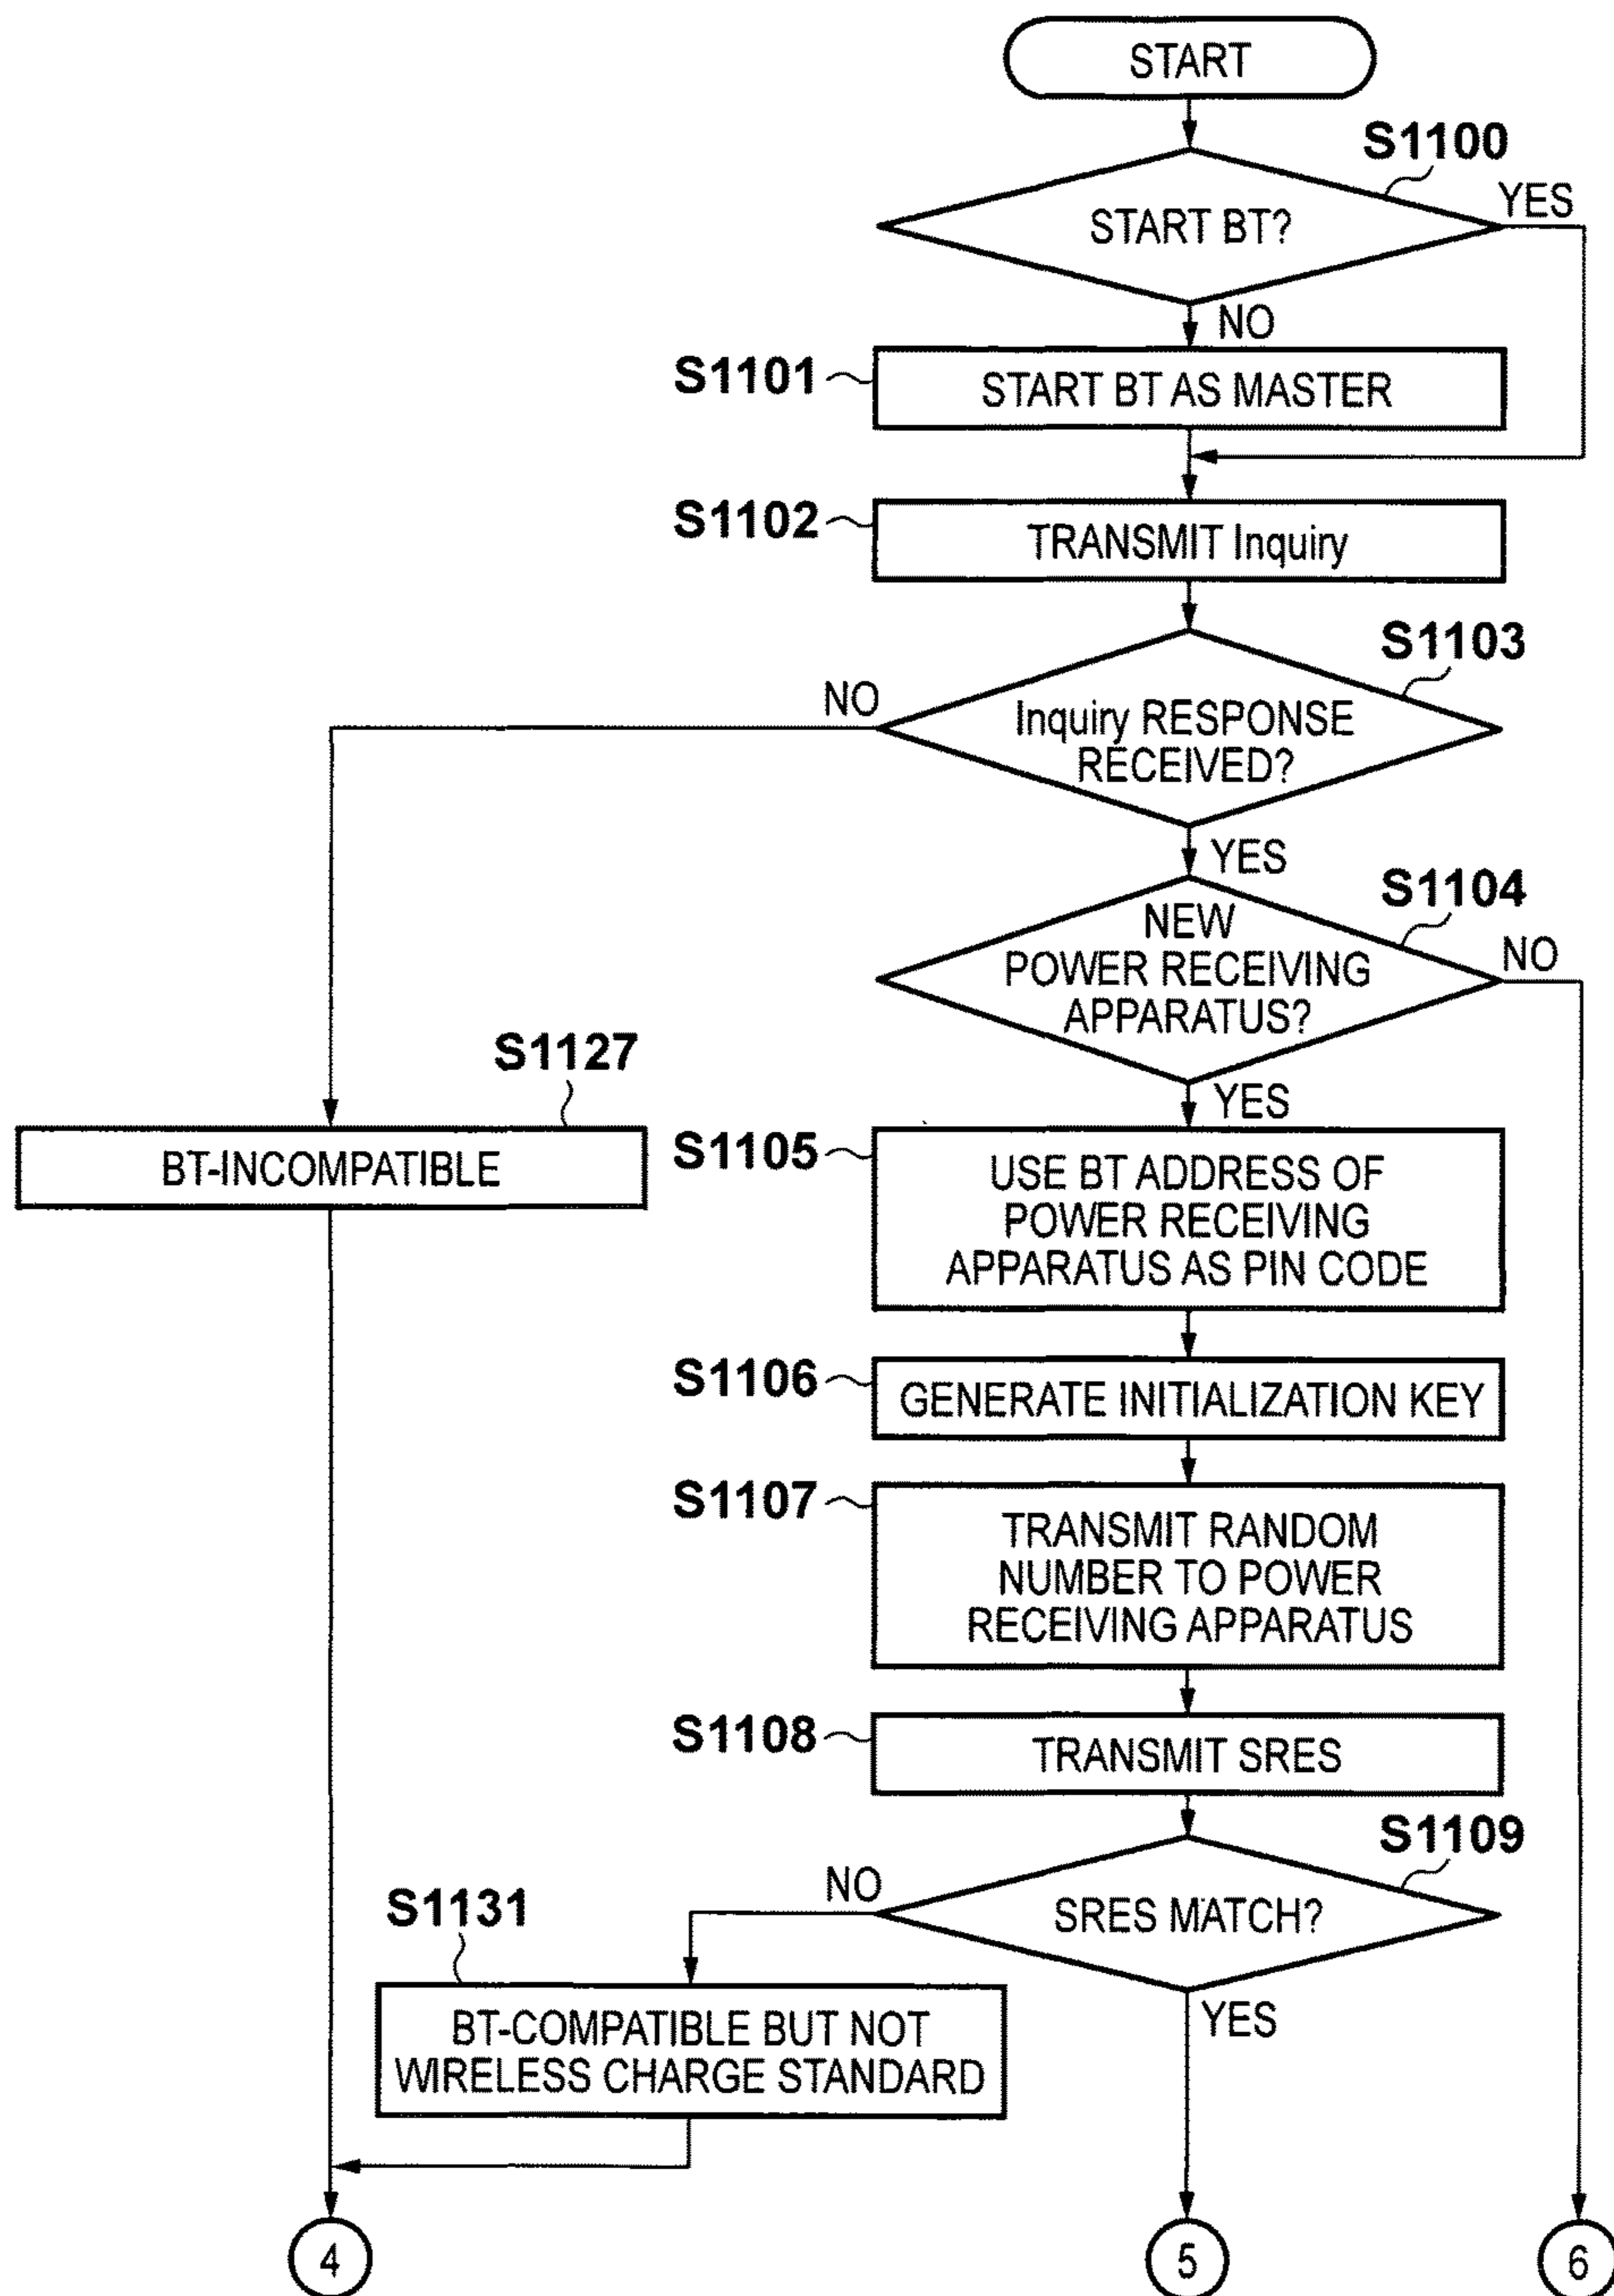 START
S1100
START BT?
YES
NO
S1101
START BT AS MASTER
S1102
TRANSMIT Inquiry
S1103
NO
Inquiry RESPONSE
RECEIVED?
YES
S1104
NEW
POWER RECEIVING
APPARATUS?
NO
YES
S1127
BT-INCOMPATIBLE
S1105
USE BT ADDRESS OF
POWER RECEIVING
APPARATUS AS PIN CODE
S1106
GENERATE INITIALIZATION KEY
S1107
TRANSMIT RANDOM
NUMBER TO POWER
RECEIVING APPARATUS
S1108
TRANSMIT SRES
S1109
NO
SRES MATCH?
YES
S1131
BT-COMPATIBLE BUT NOT
WIRELESS CHARGE STANDARD
4
5
6